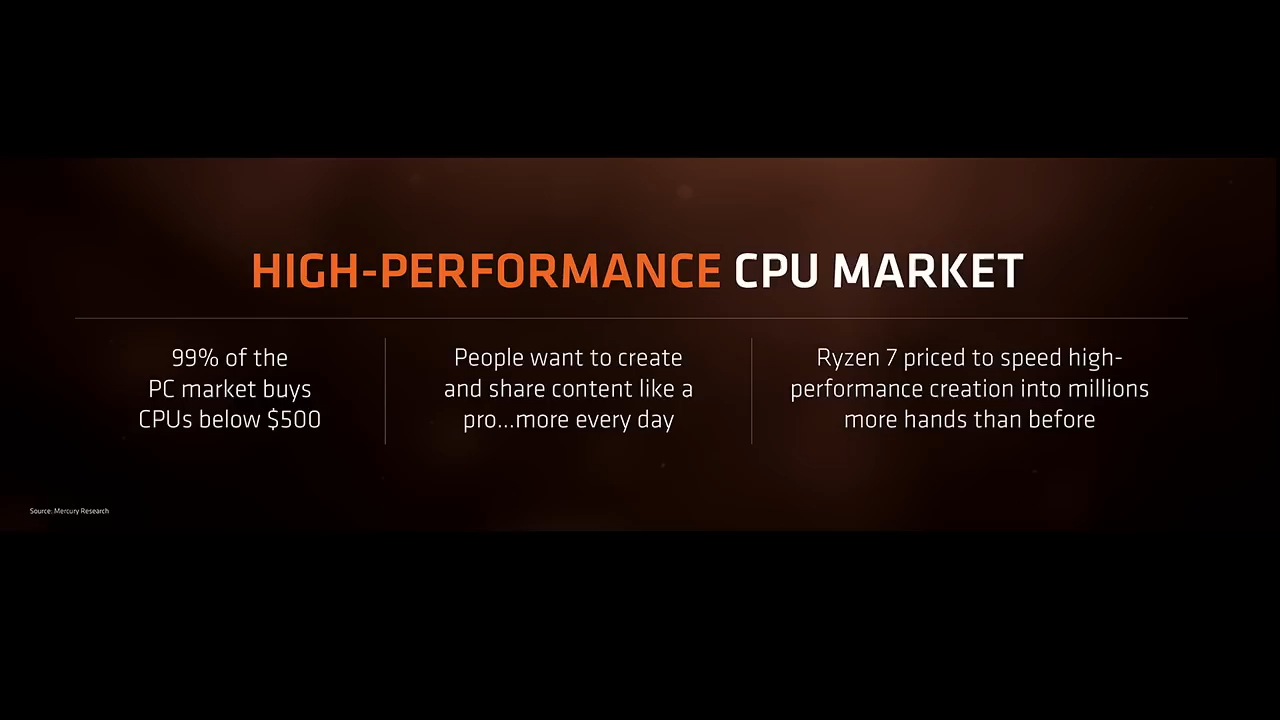 HIGH-PERFORMANCE CPU MARKET
99% of the
PC market buys
CPUs below $500
People want to create
and share content like a
pro...more every day
Ryzen 7 priced to speed high-
performance creation into millions
more hands than before
Source: Mercury Research